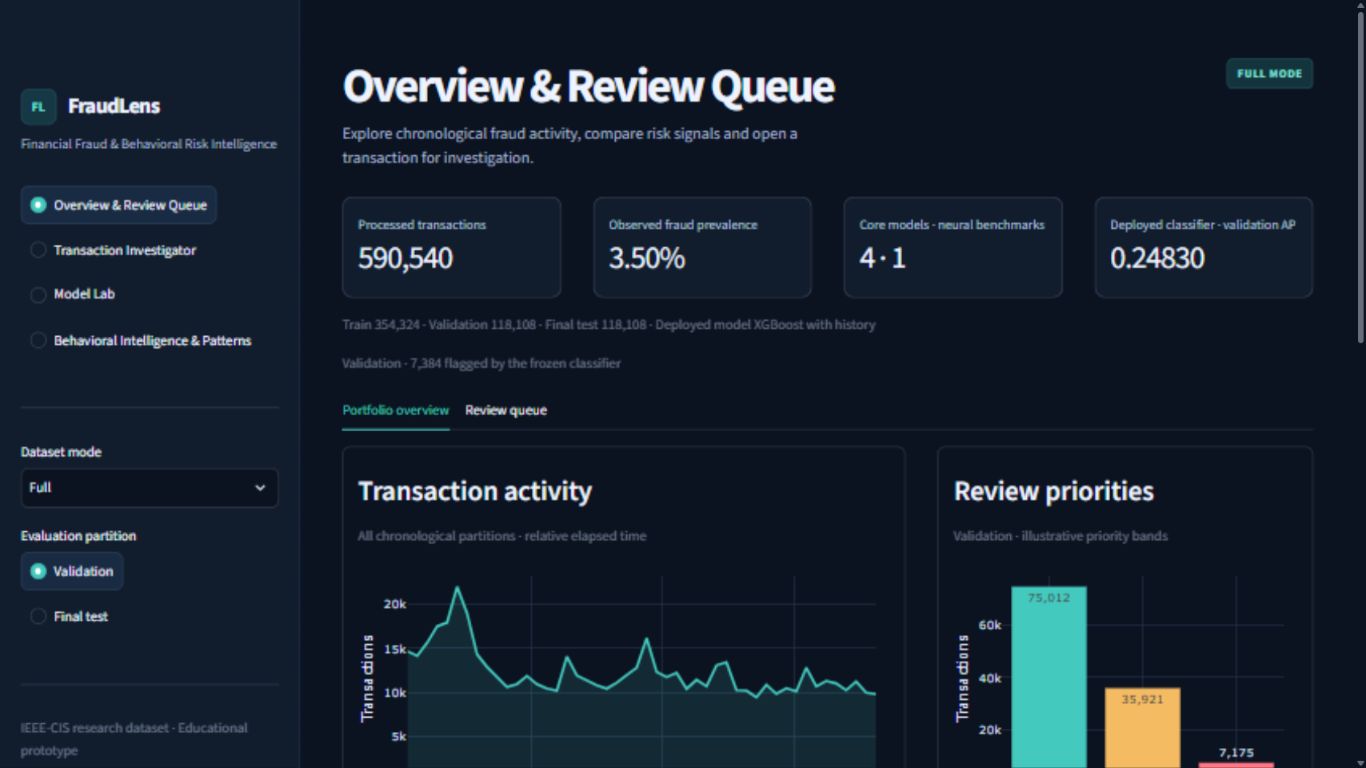 FL
FraudLens
Financial Fraud & Behavioral Risk Intelligence
Overview & Review Queue
Transaction Investigator
Model Lab
Behavioral Intelligence & Patterns
Dataset mode
Full
Evaluation partition
Validation
Final test
IEEE-CIS research dataset · Educational
prototype
Overview & Review Queue
FULL MODE
Explore chronological fraud activity, compare risk signals and open a
transaction for investigation.
Processed transactions
590,540
Observed fraud prevalence
3.50%
Core models · neural benchmarks
4 · 1
Deployed classifier · validation AP
0.24830
Train 354,324 · Validation 118,108 · Final test 118,108 · Deployed model XGBoost with history
Validation · 7,384 flagged by the frozen classifier
Portfolio overview
Review queue
Transaction activity
All chronological partitions · relative elapsed time
Transactions
20k
15k
10k
5k
Review priorities
Validation · illustrative priority bands
Transactions
60k
40k
20k
75,012
35,921
7,175